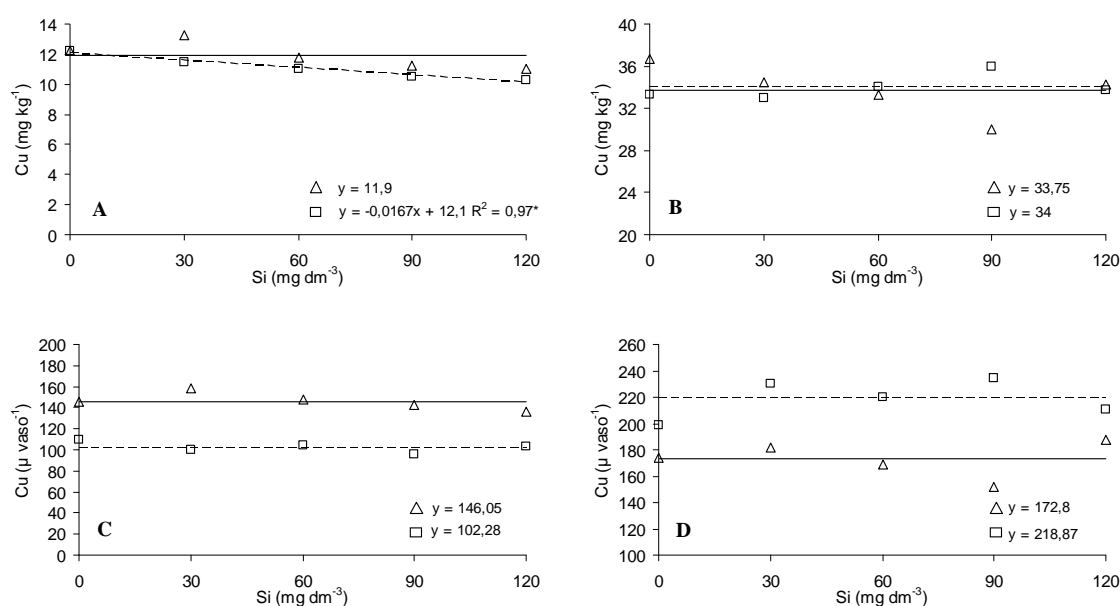 14
12
10
8
6
4
2
0
Cu (mg kg-1)
A
y = 11,9
y = -0,0167x + 12,1 R2 = 0,97*
0 30 60 90 120
Si (mg dm-3)
40
36
32
28
24
20
Cu (mg kg-1)
B
y = 33,75
y = 34
0 30 60 90 120
Si (mg dm-3)
200
180
160
140
120
100
80
60
40
20
0
Cu (µ vaso-1)
C
y = 146,05
y = 102,28
0 30 60 90 120
Si (mg dm-3)
260
240
220
200
180
160
140
120
100
Cu (µ vaso-1)
D
y = 172,8
y = 218,87
0 30 60 90 120
Si (mg dm-3)